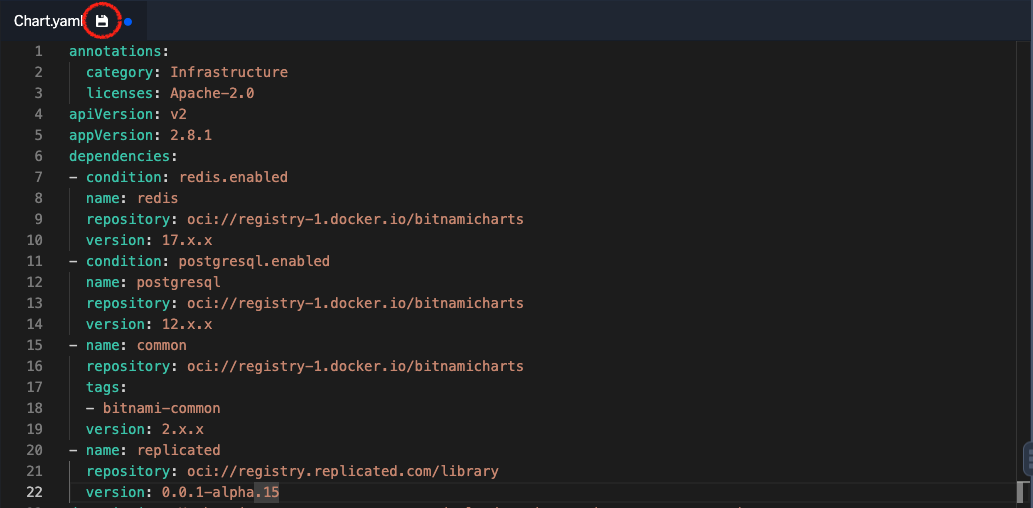 Chart.yaml
1 annotations:
2   category: Infrastructure
3   licenses: Apache-2.0
4 apiVersion: v2
5 appVersion: 2.8.1
6 dependencies:
7 - condition: redis.enabled
8   name: redis
9   repository: oci://registry-1.docker.io/bitnamicharts
10   version: 17.x.x
11 - condition: postgresql.enabled
12   name: postgresql
13   repository: oci://registry-1.docker.io/bitnamicharts
14   version: 12.x.x
15 - name: common
16   repository: oci://registry-1.docker.io/bitnamicharts
17   tags:
18   - bitnami-common
19   version: 2.x.x
20 - name: replicated
21   repository: oci://registry.replicated.com/library
22   version: 0.0.1-alpha.15